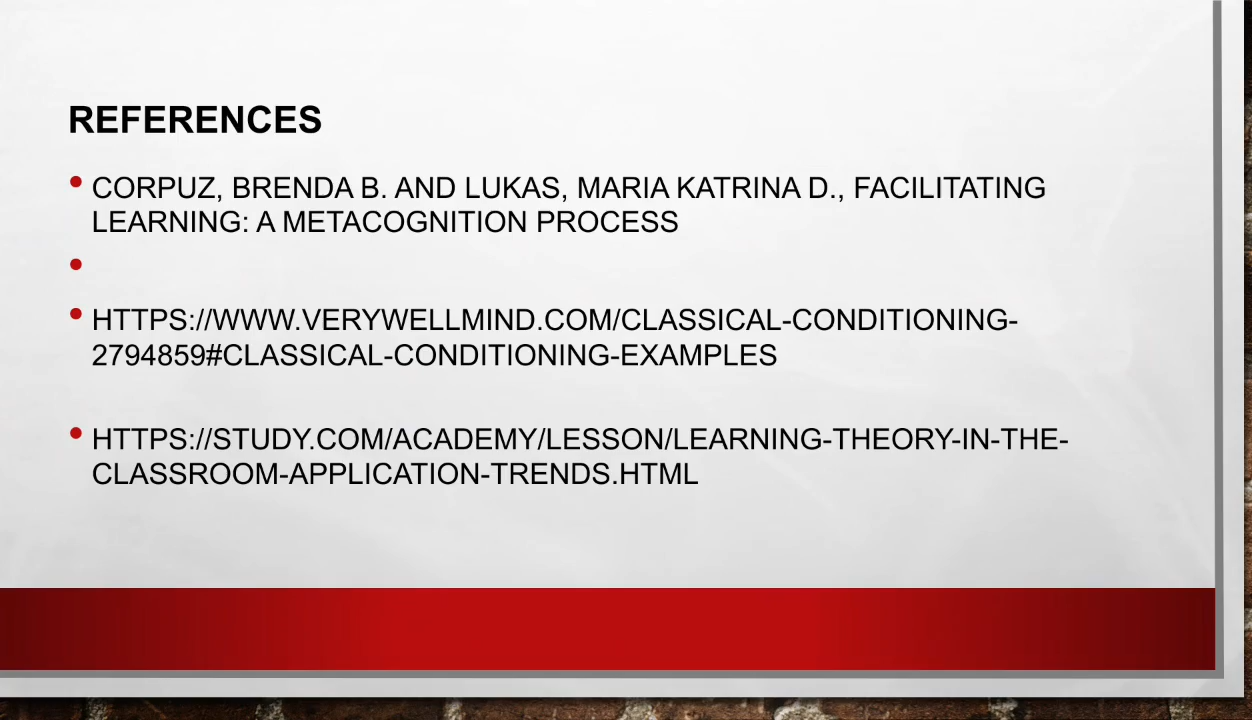 REFERENCES
• CORPUZ, BRENDA B. AND LUKAS, MARIA KATRINA D., FACILITATING
LEARNING: A METACOGNITION PROCESS
•
• HTTPS://WWW.VERYWELLMIND.COM/CLASSICAL-CONDITIONING-
2794859#CLASSICAL-CONDITIONING-EXAMPLES
• HTTPS://STUDY.COM/ACADEMY/LESSON/LEARNING-THEORY-IN-THE-
CLASSROOM-APPLICATION-TRENDS.HTML